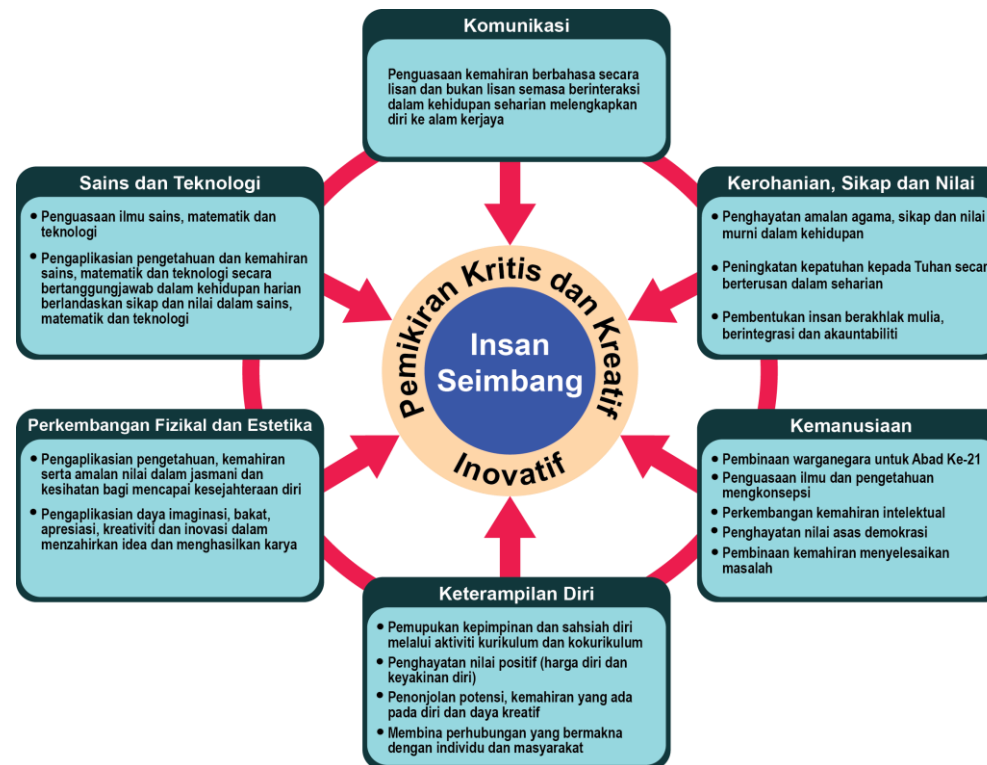 Komunikasi
Penguasaan kemahiran berbahasa secara
lisan dan bukan lisan semasa berinteraksi
dalam kehidupan seharian melengkapkan
diri ke alam kerjaya
Sains dan Teknologi
• Penguasaan ilmu sains, matematik dan
teknologi
• Pengaplikasian pengetahuan dan kemahiran
sains, matematik dan teknologi secara
bertanggungjawab dalam kehidupan harian
berlandaskan sikap dan nilai dalam sains,
matematik dan teknologi
Kerohanian, Sikap dan Nilai
• Penghayatan amalan agama, sikap dan nilai
murni dalam kehidupan
• Peningkatan kepatuhan kepada Tuhan secar
berterusan dalam seharian
• Pembentukan insan berakhlak mulia,
berintegrasi dan akauntabiliti
Pemikiran Kritis dan Kreatif
Insan
Seimbang
Inovatif
Perkembangan Fizikal dan Estetika
• Pengaplikasian pengetahuan, kemahiran
serta amalan nilai dalam jasmani dan
kesihatan bagi mencapai kesejahteraan diri
• Pengaplikasian daya imaginasi, bakat,
apresiasi, kreativiti dan inovasi dalam
menzahirkan idea dan menghasilkan karya
Kemanusiaan
• Pembinaan warganegara untuk Abad Ke-21
• Penguasaan ilmu dan pengetahuan
mengkonsepsi
• Perkembangan kemahiran intelektual
• Penghayatan nilai asas demokrasi
• Pembinaan kemahiran menyelesaikan
masalah
Keterampilan Diri
• Pemupukan kepimpinan dan sahsiah diri
melalui aktiviti kurikulum dan kokurikulum
• Penghayatan nilai positif (harga diri dan
keyakinan diri)
• Penonjolan potensi, kemahiran yang ada
pada diri dan daya kreatif
• Membina perhubungan yang bermakna
dengan individu dan masyarakat